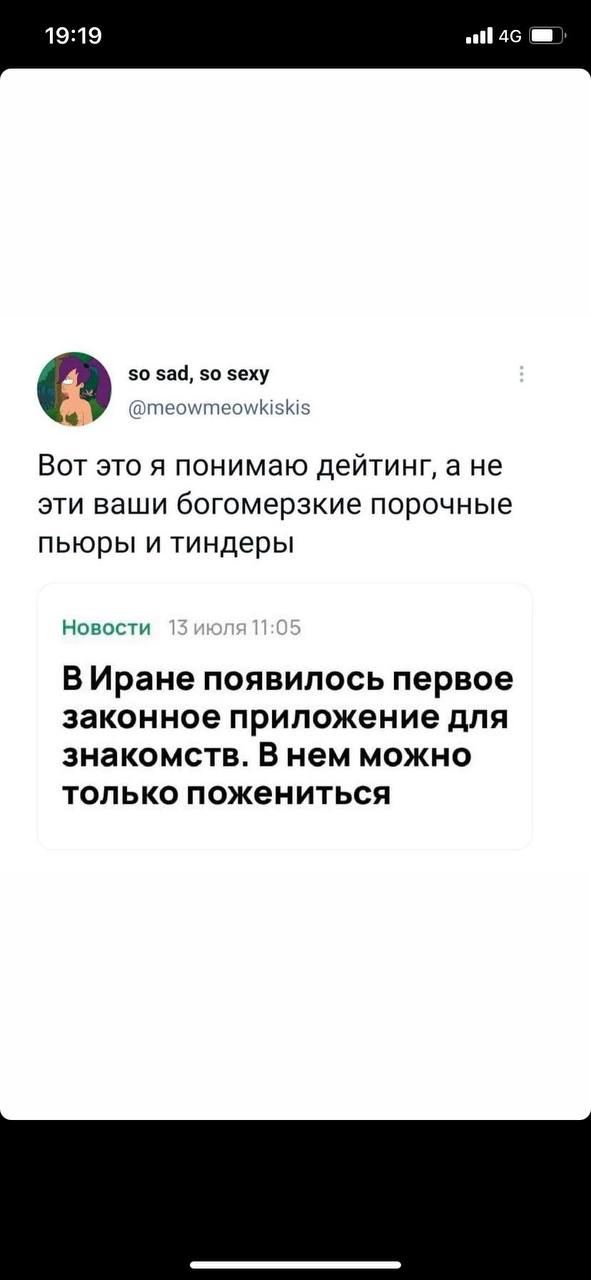 19:19
4G
so sad, so sexy
@meowmeowkiskis
Вот это я понимаю дейтинг, а не
эти ваши богомерзкие порочные
пьюры и тиндеры
Новости 13 июля 11:05
В Иране появилось первое
законное приложение для
знакомств. В нем можно
только пожениться